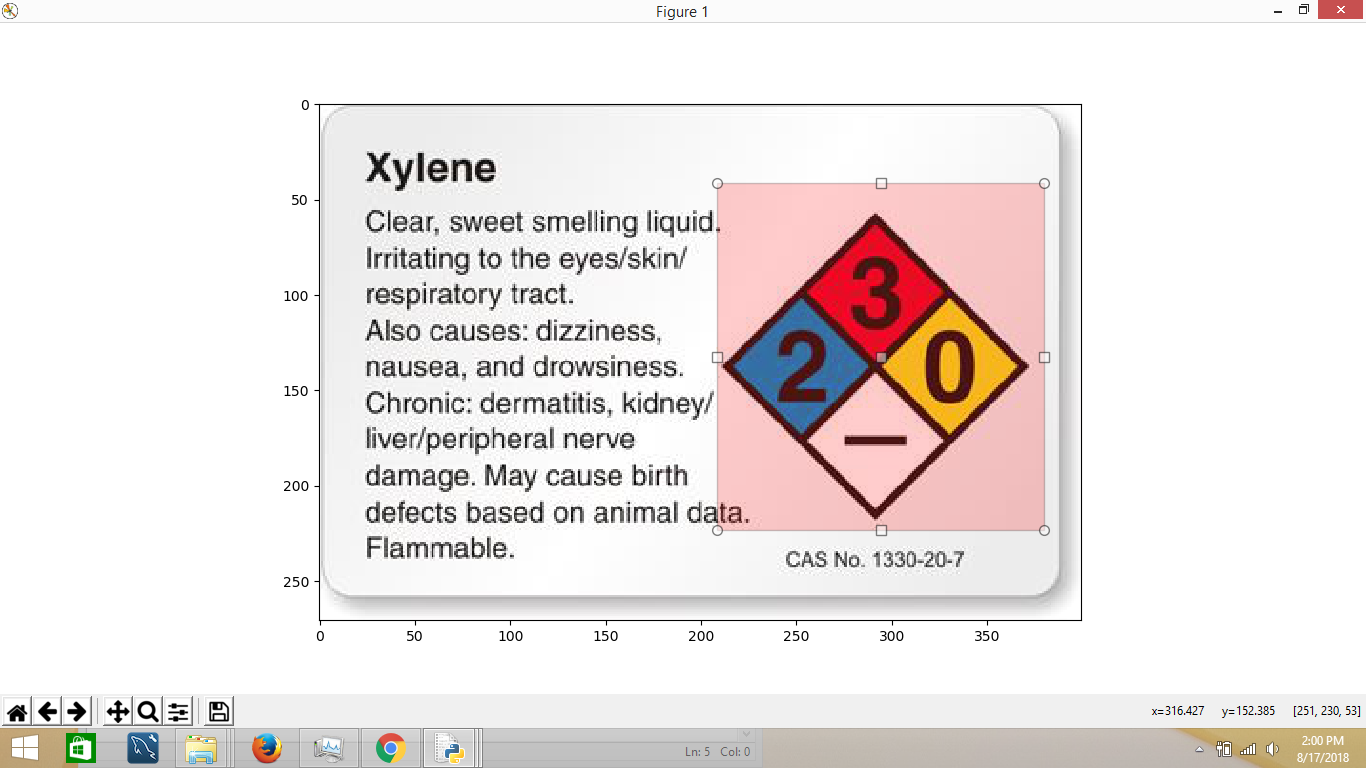 Figure 1
0
50
100
150
200
250
Xylene
Clear, sweet smelling liquid.
Irritating to the eyes/skin/
respiratory tract.
Also causes: dizziness,
nausea, and drowsiness.
Chronic: dermatitis, kidney/
liver/peripheral nerve
damage. May cause birth
defects based on animal data.
Flammable.
3
2 0
CAS No. 1330-20-7
0 50 100 150 200 250 300 350
x=316.427 y=152.385 [251, 230, 53]
Ln: 5 Col: 0
2:00 PM
8/17/2018